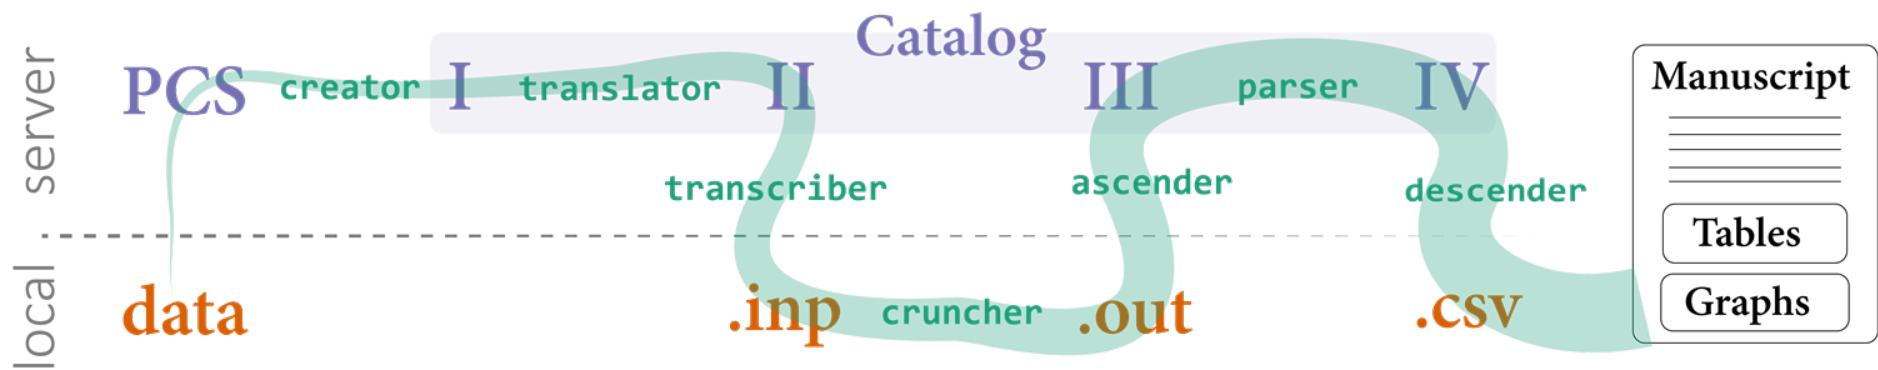 server
Catalog
PCS creator I translator II III parser IV
transcriber ascender descender
local
data .inp cruncher .out .csv
Manuscript
Tables
Graphs